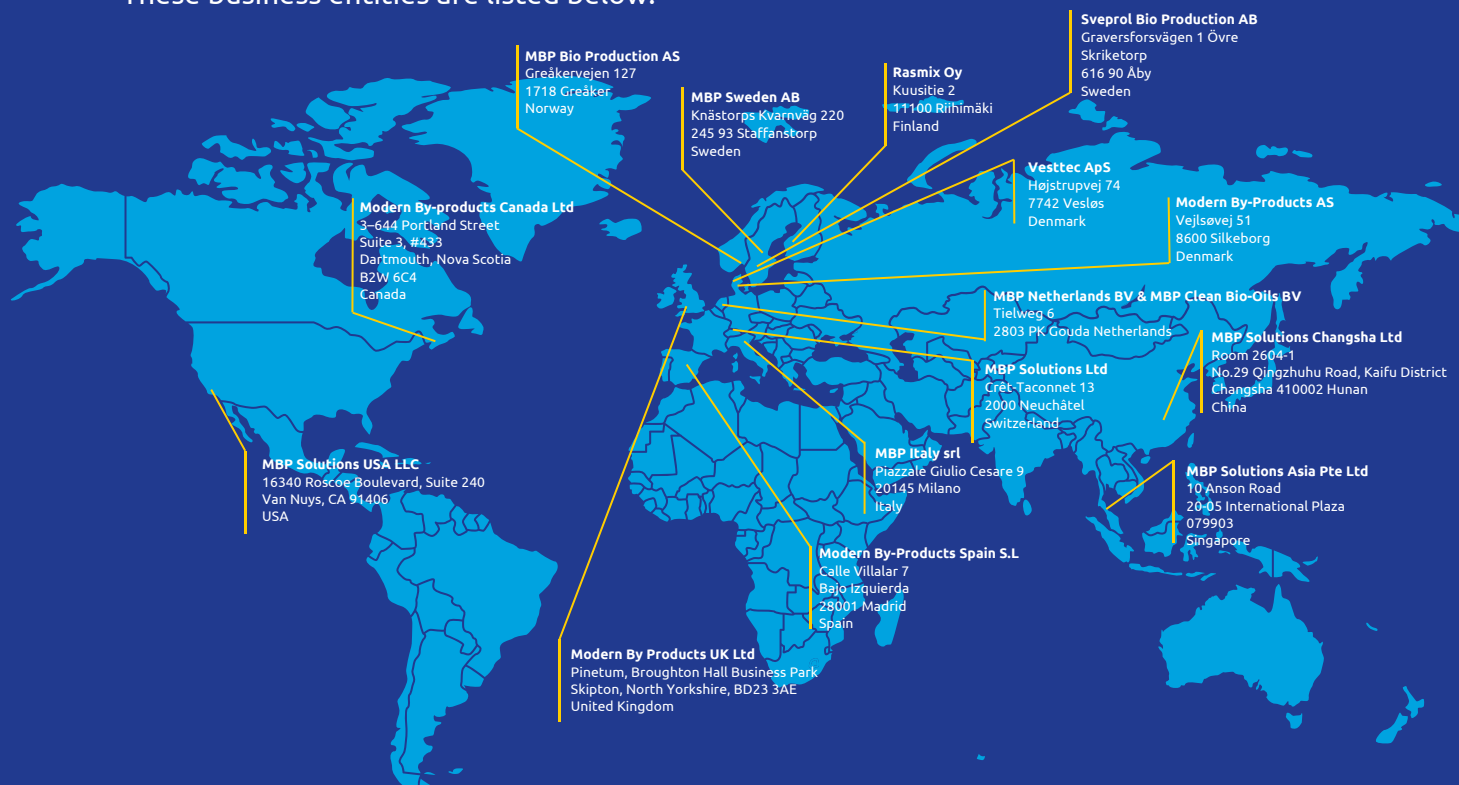 These business entities are listed below:
Sveprol Bio Production AB
Graversforsvägen 1 Övre
Skriketorp
616 90 Åby
Sweden
MBP Bio Production AS
Greåkervejen 127
1718 Greåker
Norway
Rasmix Oy
Kuusitie 2
11100 Riihimäki
Finland
MBP Sweden AB
Knästorps Kvarnväg 220
245 93 Staffanstorp
Sweden
Vesttec ApS
Højstrupvej 74
7742 Vesløs
Denmark
Modern By-Products AS
Vejlsøvej 51
8600 Silkeborg
Denmark
Modern By-products Canada Ltd
3–644 Portland Street
Suite 3, #433
Dartmouth, Nova Scotia
B2W 6C4
Canada
MBP Netherlands BV & MBP Clean Bio-Oils BV
Tielweg 6
2803 PK Gouda Netherlands
MBP Solutions Changsha Ltd
Room 2604-1
No.29 Qingzhuhu Road, Kaifu District
Changsha 410002 Hunan
China
MBP Solutions Ltd
Crêt-Taconnet 13
2000 Neuchâtel
Switzerland
MBP Italy srl
Piazzale Giulio Cesare 9
20145 Milano
Italy
MBP Solutions USA LLC
16340 Roscoe Boulevard, Suite 240
Van Nuys, CA 91406
USA
MBP Solutions Asia Pte Ltd
10 Anson Road
20-05 International Plaza
079903
Singapore
Modern By-Products Spain S.L
Calle Villalar 7
Bajo Izquierda
28001 Madrid
Spain
Modern By Products UK Ltd
Pinetum, Broughton Hall Business Park
Skipton, North Yorkshire, BD23 3AE
United Kingdom